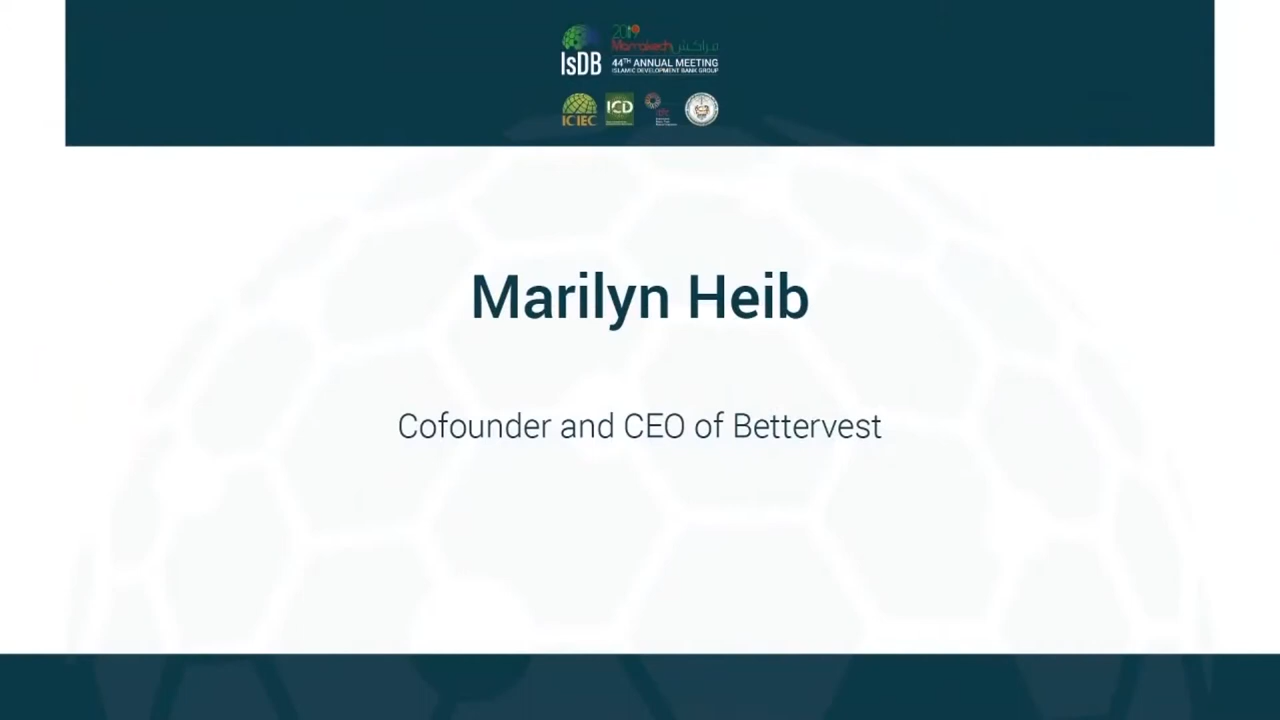 2019
Marrakech مراكش
IsDB
44TH ANNUAL MEETING
ISLAMIC DEVELOPMENT BANK GROUP
ICIEC
ICD
Marilyn Heib
Cofounder and CEO of Bettervest